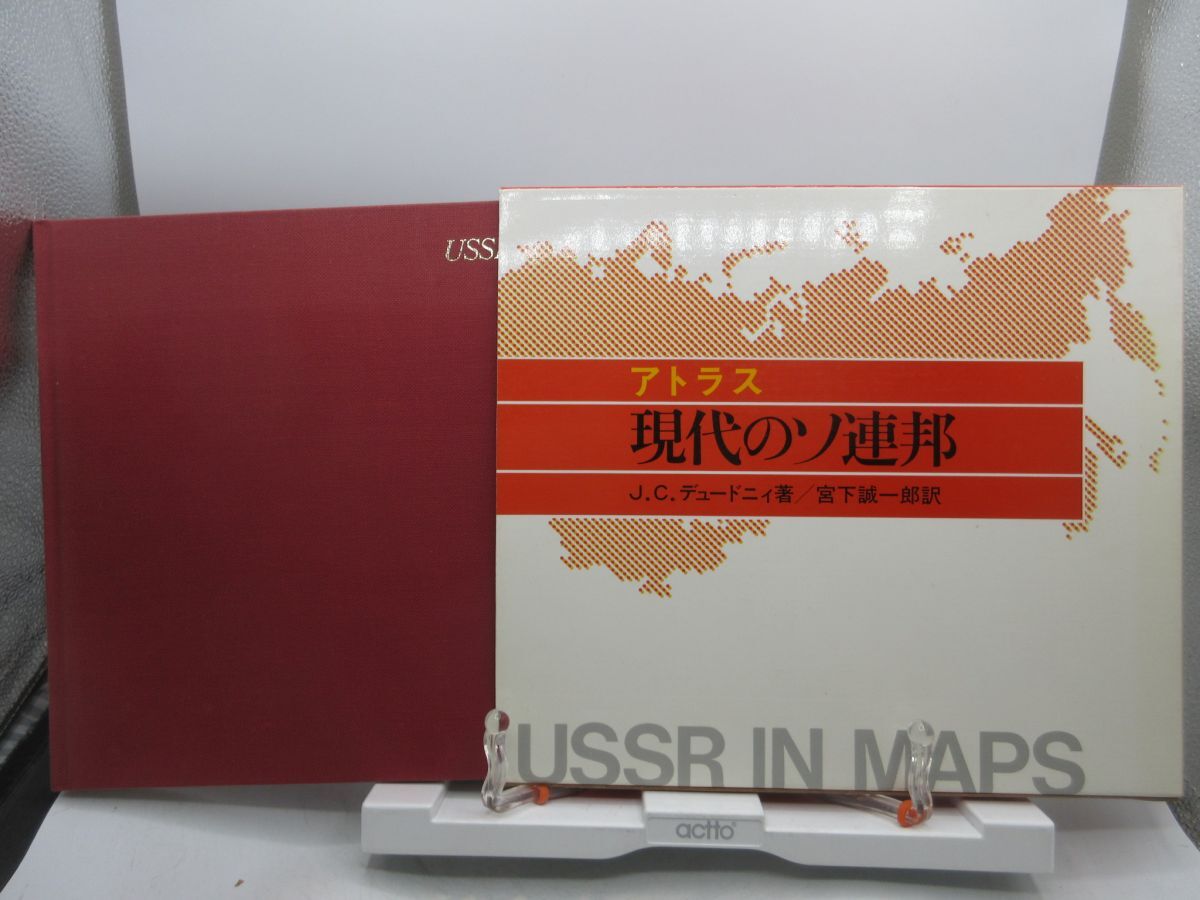 USS
アトラス
現代のソ連邦
J.C.デュードニィ著/宮下誠一郎訳
USSR IN MAPS
actto